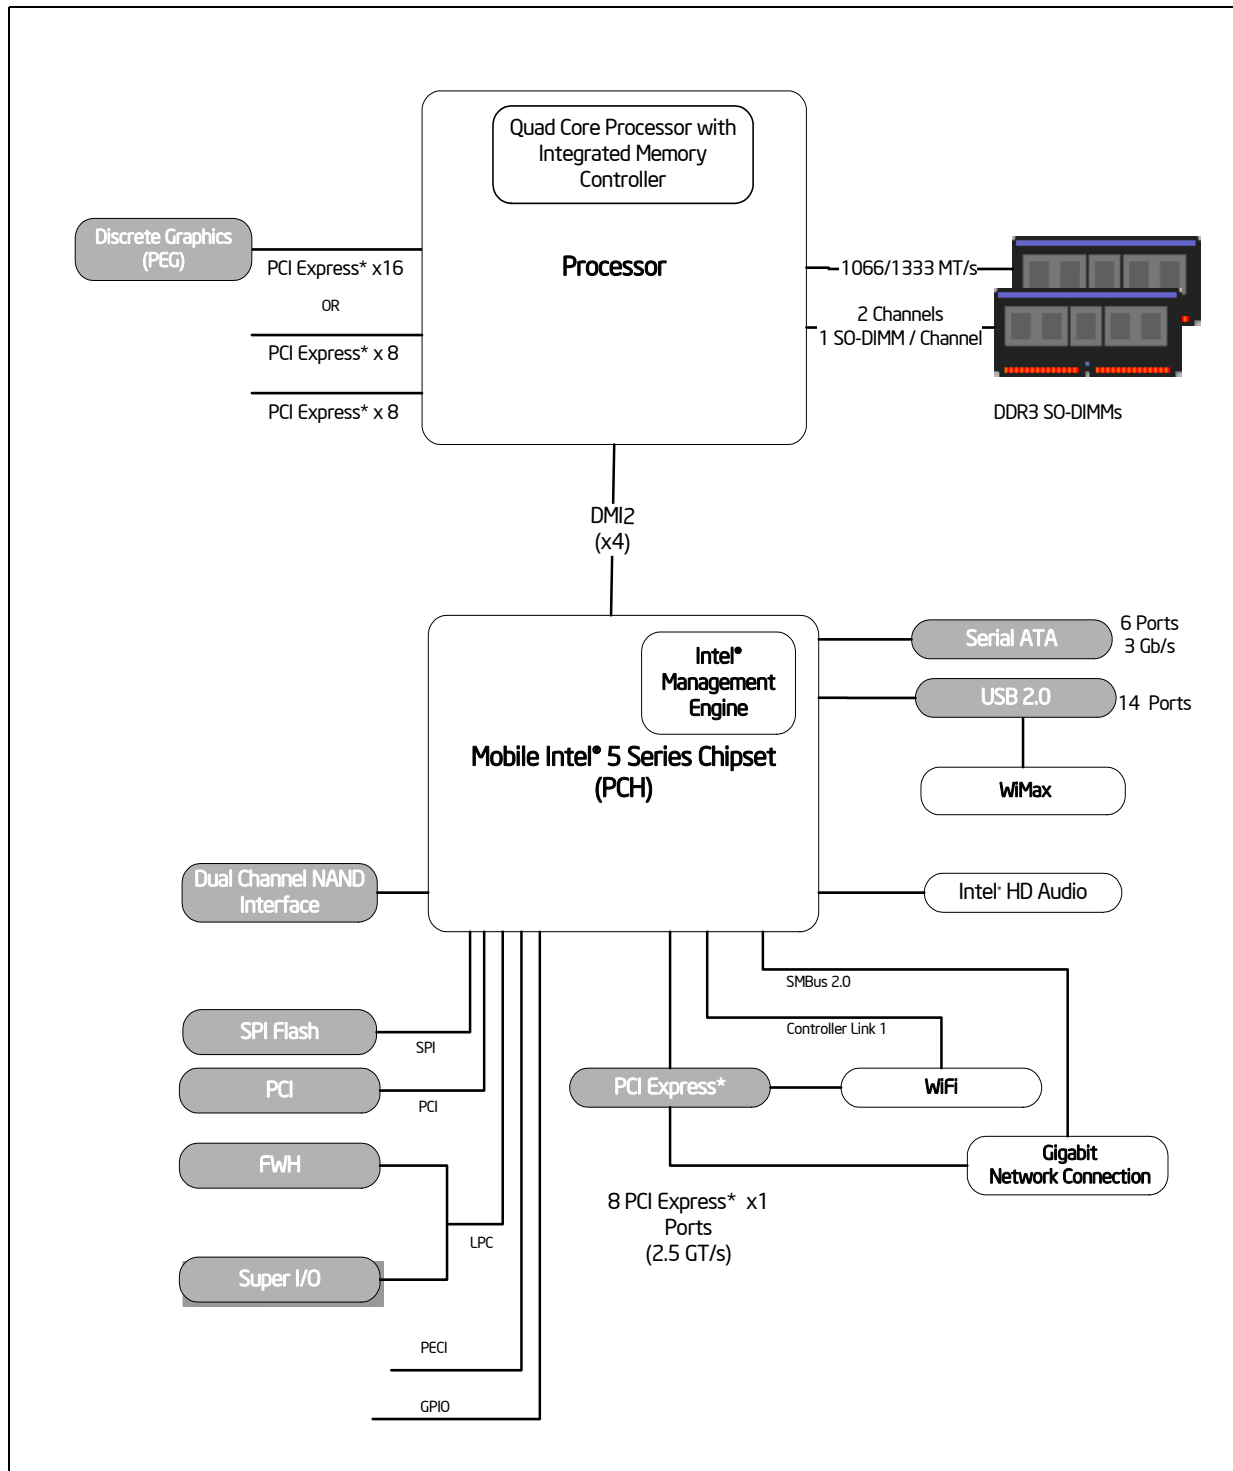 Quad Core Processor with
Integrated Memory
Controller
Processor
Discrete Graphics
(PEG)
PCI Express* x16
OR
PCI Express* x 8
PCI Express* x 8
1066/1333 MT/s
2 Channels
1 SO-DIMM / Channel
DDR3 SO-DIMMs
DMI2
(x4)
Intel®
Management
Engine
Mobile Intel® 5 Series Chipset
(PCH)
Serial ATA
6 Ports
3 Gb/s
USB 2.0
14 Ports
WiMax
Dual Channel NAND
Interface
Intel® HD Audio
SMBus 2.0
SPI Flash
SPI
Controller Link 1
PCI
PCI
PCI Express*
WiFi
FWH
Gigabit
Network Connection
8 PCI Express* x1
Ports
(2.5 GT/s)
LPC
Super I/O
PECI
GPIO